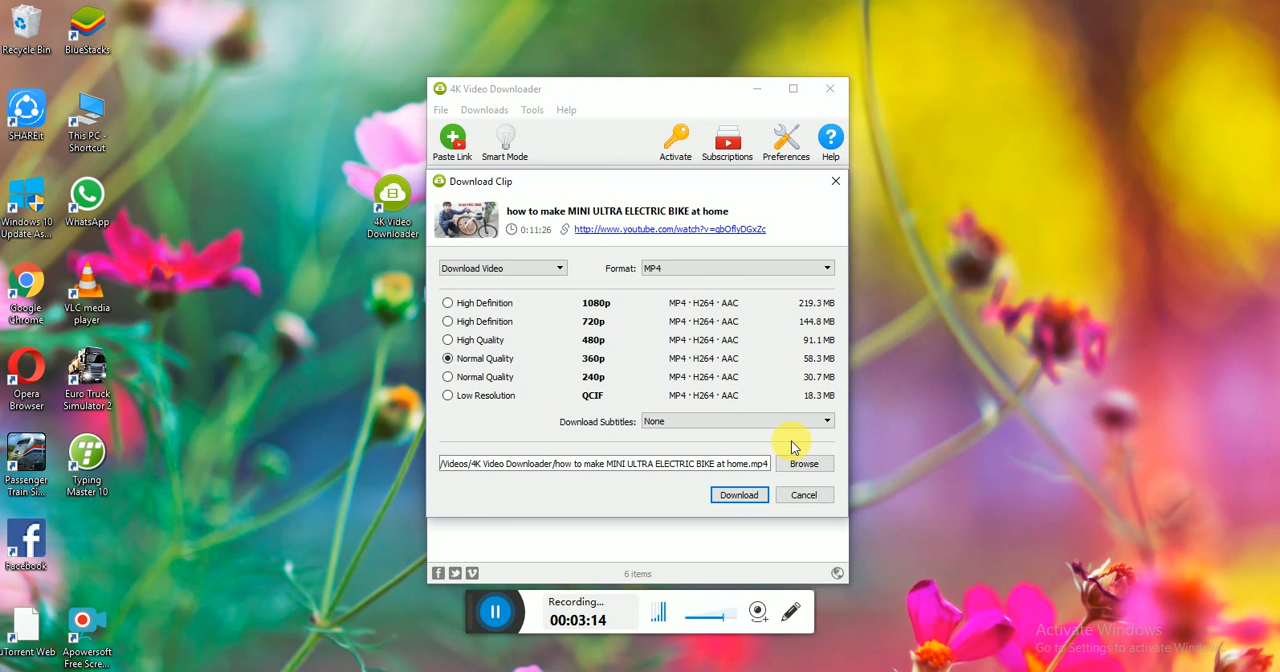 Recycle Bin
BlueStacks
SHAREit
This PC -
Shortcut
Windows 10
Update As...
WhatsApp
Google
Chrome
VLC media
player
Opera
Browser
Euro Truck
Simulator 2
Passenger
Train Si...
Typing
Master 10
Facebook
uTorrent Web
Apowersoft
Free Scre...
4K Video
Downloader
4K Video Downloader
File Downloads Tools Help
Paste Link Smart Mode Activate Subscriptions Preferences Help
Download Clip
how to make MINI ULTRA ELECTRIC BIKE at home
0:11:26 http://www.youtube.com/watch?v=qbOflyDGxZc
Download Video Format: MP4
High Definition 1080p MP4 · H264 · AAC 219.3 MB
High Definition 720p MP4 · H264 · AAC 144.8 MB
High Quality 480p MP4 · H264 · AAC 91.1 MB
Normal Quality 360p MP4 · H264 · AAC 58.3 MB
Normal Quality 240p MP4 · H264 · AAC 30.7 MB
Low Resolution QCIF MP4 · H264 · AAC 18.3 MB
Download Subtitles: None
/Videos/4K Video Downloader/how to make MINI ULTRA ELECTRIC BIKE at home.mp4 Browse
Download Cancel
6 items
Recording...
00:03:14
Activate Windows
Go to Settings to activate Windows.